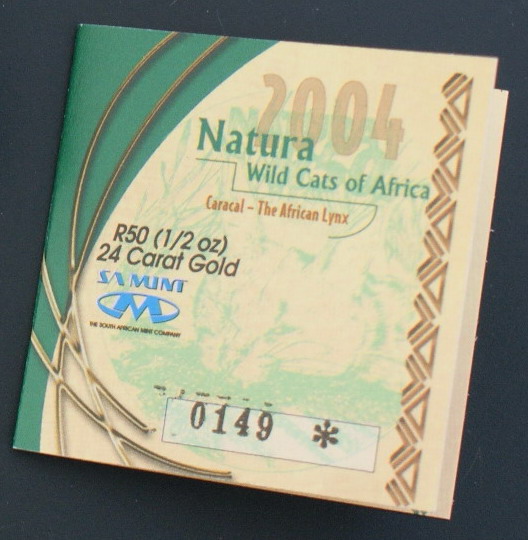 2004
Natura
Wild Cats of Africa
Caracal – The African Lynx
R50 (1/2 oz)
24 Carat Gold
SA MINT
THE SOUTH AFRICAN MINT COMPANY
0149 *